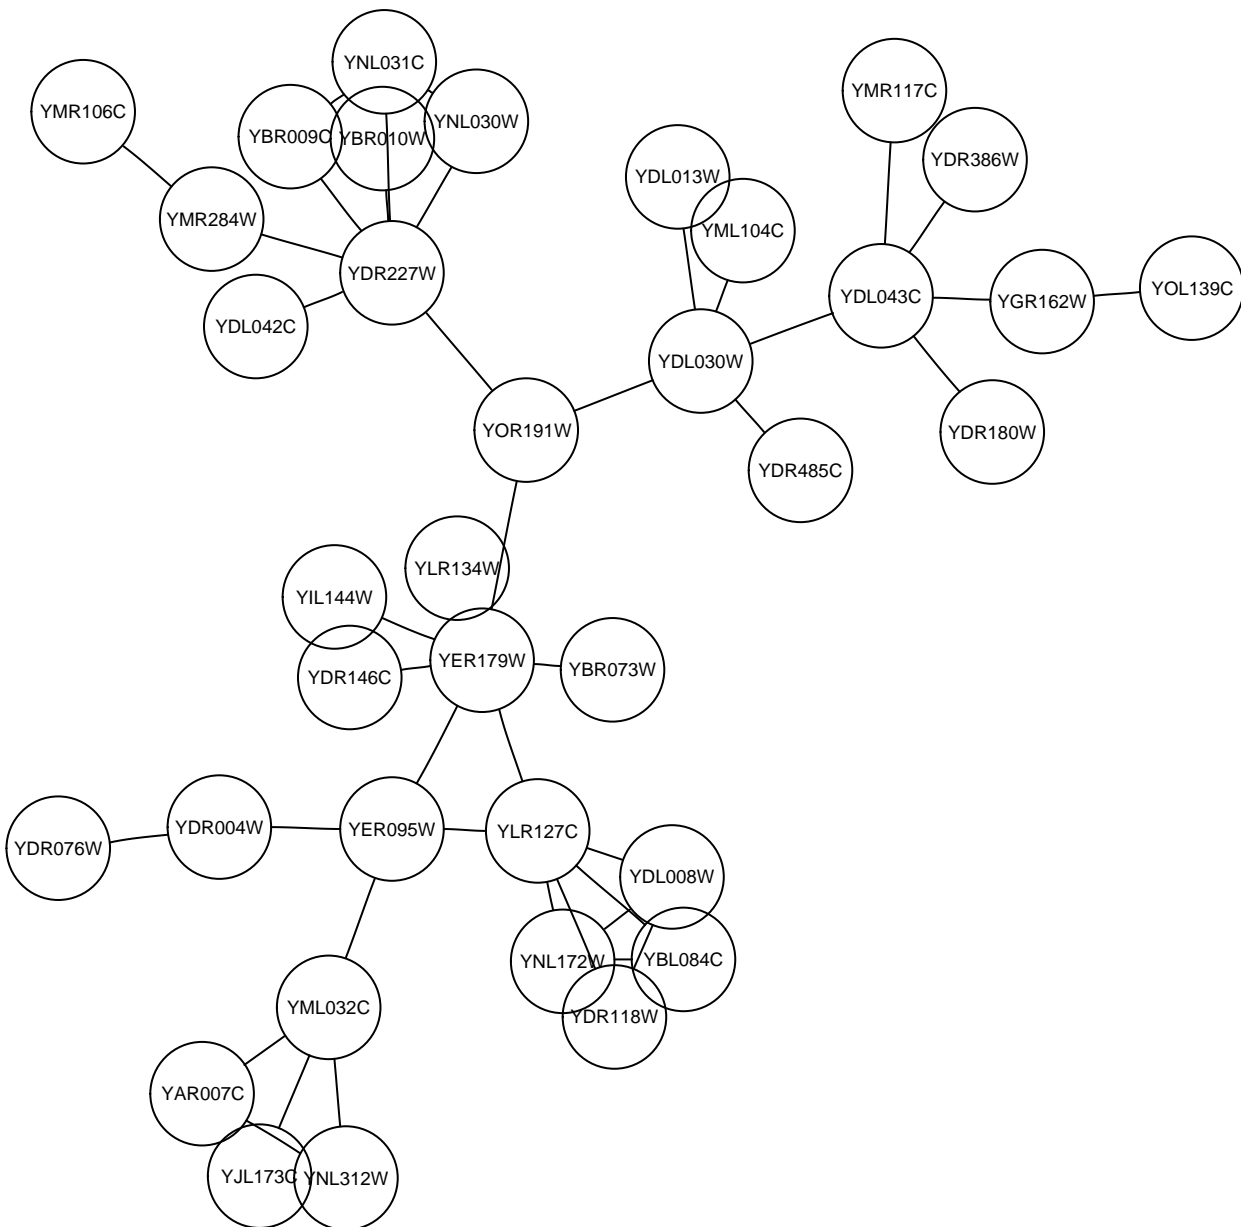 YNL031C
YMR117C
YMR106C
YNL030W
YBR009C
YBR010W
YDR386W
YDL013W
YMR284W
YML104C
YDR227W
YOL139C
YDL043C
YGR162W
YDL042C
YDL030W
YOR191W
YDR180W
YDR485C
YLR134W
YIL144W
YER179W
YBR073W
YDR146C
YDR004W
YER095W
YLR127C
YDR076W
YDL008W
YNL172W
YBL084C
YML032C
YDR118W
YAR007C
YJL173C
YNL312W